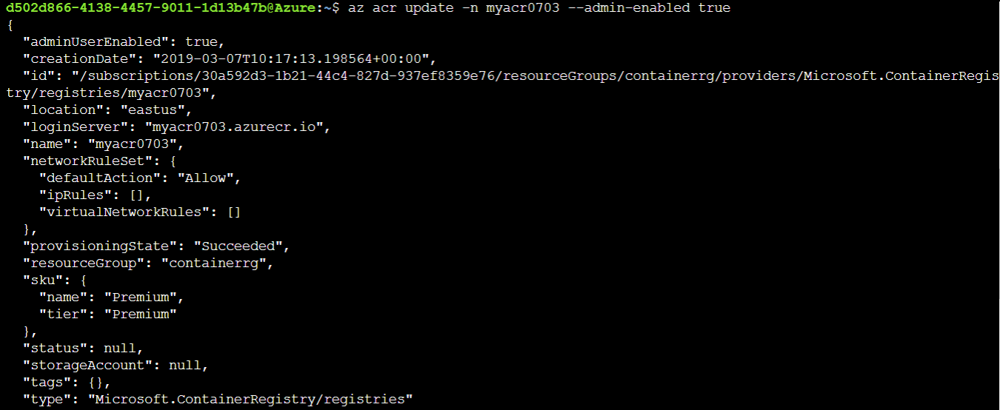 d502d866-4138-4457-9011-1d13b47b@Azure:~$ az acr update -n myacr0703 --admin-enabled true
{
  "adminUserEnabled": true,
  "creationDate": "2019-03-07T10:17:13.198564+00:00",
  "id": "/subscriptions/30a592d3-1b21-44c4-827d-937ef8359e76/resourceGroups/containerrg/providers/Microsoft.ContainerRegis
try/registries/myacr0703",
  "location": "eastus",
  "loginServer": "myacr0703.azurecr.io",
  "name": "myacr0703",
  "networkRuleSet": {
    "defaultAction": "Allow",
    "ipRules": [],
    "virtualNetworkRules": []
  },
  "provisioningState": "Succeeded",
  "resourceGroup": "containerrg",
  "sku": {
    "name": "Premium",
    "tier": "Premium"
  },
  "status": null,
  "storageAccount": null,
  "tags": {},
  "type": "Microsoft.ContainerRegistry/registries"